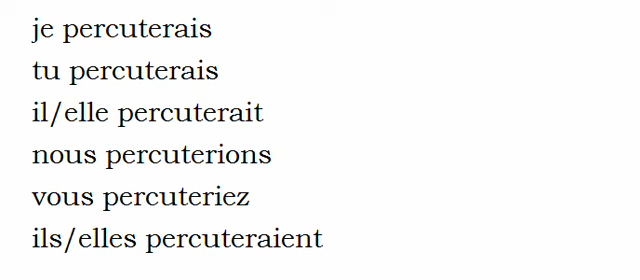 je percuterais
tu percuterais
il/elle percuterait
nous percuterions
vous percuteriez
ils/elles percuteraient